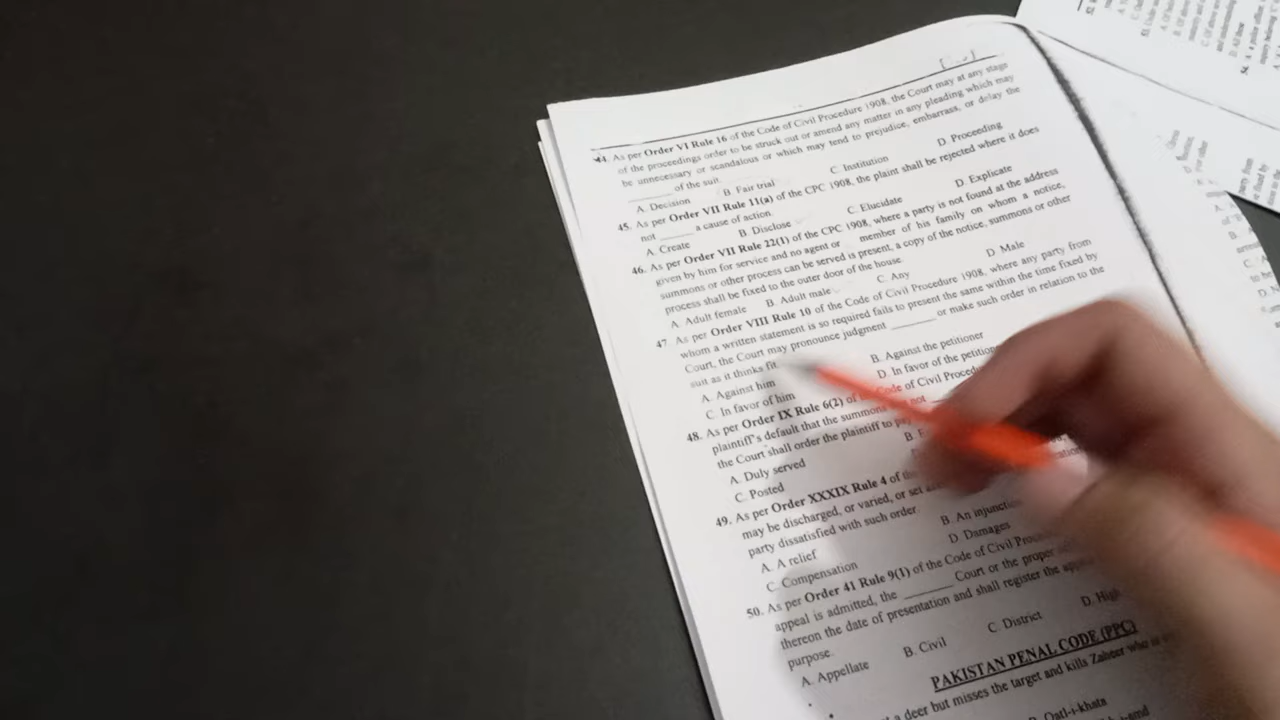 44. As per Order VI Rule 16 of the Code of Civil Procedure 1908, the Court may at any stage
of the proceedings order to be struck out or amend any matter in any pleading which may
be unnecessary or scandalous or which may tend to prejudice, embarrass, or delay the
_______ of the suit.
A. Decision B. Fair trial C. Institution D. Proceeding
45. As per Order VII Rule 11(a) of the CPC 1908, the plaint shall be rejected where it does
not ______ a cause of action.
A. Create B. Disclose C. Elucidate D. Explicate
46. As per Order VII Rule 22(1) of the CPC 1908, where a party is not found at the address
given by him for service and no agent or member of his family on whom a notice,
summons or other process can be served is present, a copy of the notice, summons or other
process shall be fixed to the outer door of the house.
A. Adult female B. Adult male C. Any D. Male
47. As per Order VIII Rule 10 of the Code of Civil Procedure 1908, where any party from
whom a written statement is so required fails to present the same within the time fixed by
Court, the Court may pronounce judgment _______ or make such order in relation to the
suit as it thinks fit.
A. Against him B. Against the petitioner
C. In favor of him D. In favor of the
48. As per Order IX Rule 6(2) of Code of Civil
plaintiff's default that the summons not
the Court shall order the plaintiff to
A. Duly served B.
C. Posted
49. As per Order XXXIX Rule 4 of the
may be discharged, or varied, or set
party dissatisfied with such order.
A. A relief B. An
C. Compensation D. Damages
50. As per Order 41 Rule 9(1) of the Code of Civil
appeal is admitted, the _______ Court or the proper
thereon the date of presentation and shall register the
purpose.
A. Appellate B. Civil C. District D.
PAKISTAN PENAL CODE (PPC)
a deer but misses the target and kills Zaheer who is
B. Qatl-i-khata